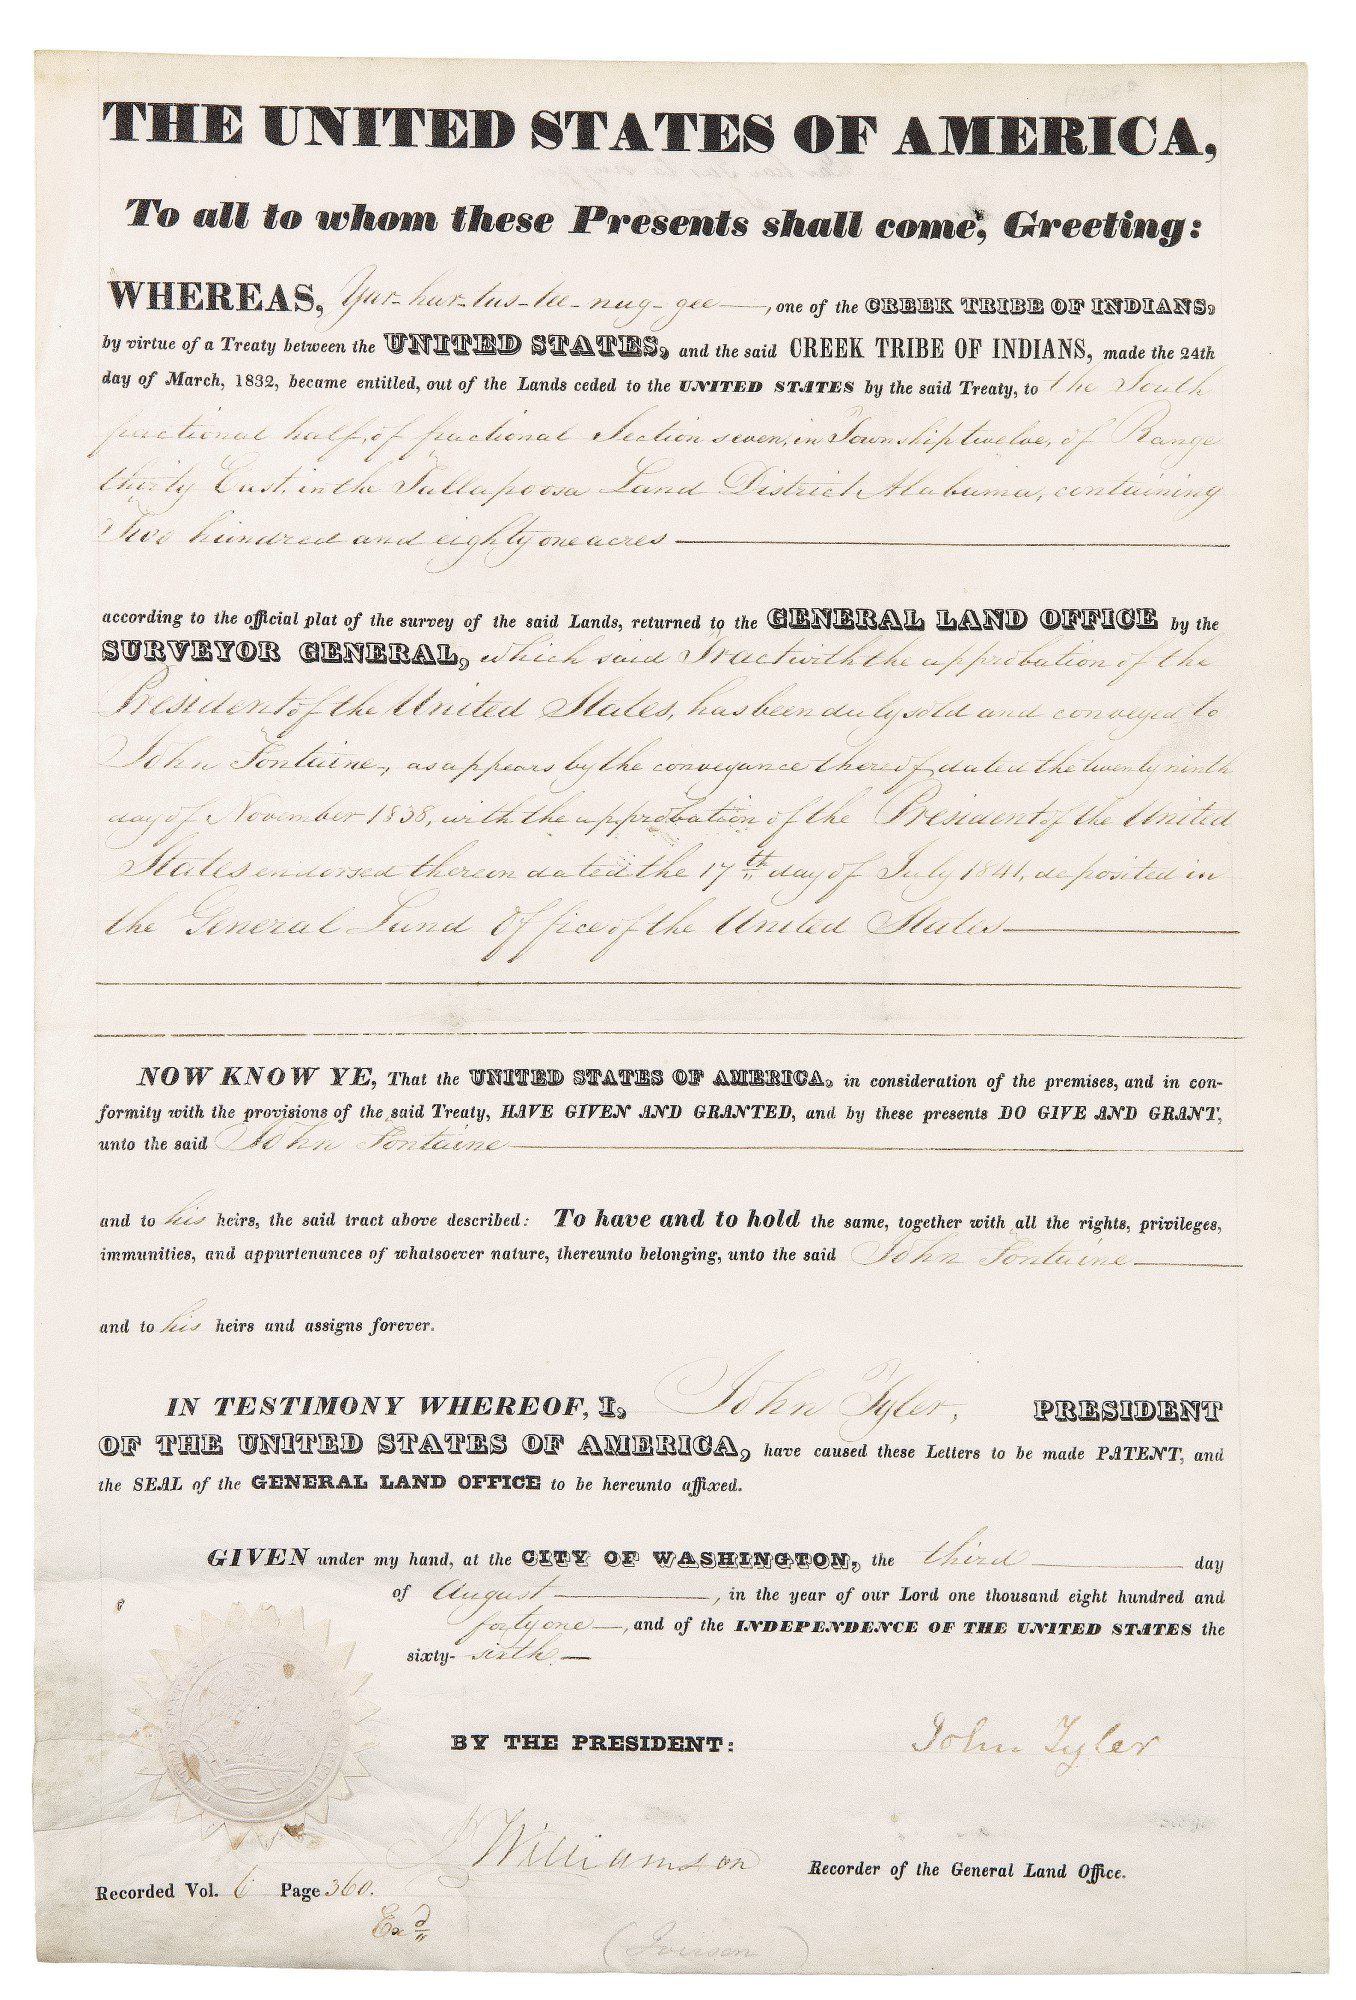 THE UNITED STATES OF AMERICA,
To all to whom these Presents shall come, Greeting:
WHEREAS, Yar-har-tus-tee-nug-gee, one of the CREEK TRIBE OF INDIANS,
by virtue of a Treaty between the UNITED STATES, and the said CREEK TRIBE OF INDIANS, made the 24th
day of March, 1832, became entitled, out of the Lands ceded to the UNITED STATES by the said Treaty, to the South
fractional half, of fractional Section seven, in Township twelve, of Range
thirty East, in the Tallapoosa Land District Alabama, containing
Two hundred and eighty one acres
according to the official plat of the survey of the said Lands, returned to the GENERAL LAND OFFICE by the
SURVEYOR GENERAL, which said Tract with the approbation of the
President of the United States, has been duly sold and conveyed to
John Fontaine, as appears by the conveyance thereof, dated the twenty ninth
day of November 1838, with the approbation of the President of the United
States endorsed thereon dated the 17th day of July 1841, deposited in
the General Land Office of the United States
NOW KNOW YE, That the UNITED STATES OF AMERICA, in consideration of the premises, and in con-
formity with the provisions of the said Treaty, HAVE GIVEN AND GRANTED, and by these presents DO GIVE AND GRANT,
unto the said John Fontaine
and to his heirs, the said tract above described: To have and to hold the same, together with all the rights, privileges,
immunities, and appurtenances of whatsoever nature, thereunto belonging, unto the said John Fontaine
and to his heirs and assigns forever.
IN TESTIMONY WHEREOF, I, John Tyler, PRESIDENT
OF THE UNITED STATES OF AMERICA, have caused these Letters to be made PATENT, and
the SEAL of the GENERAL LAND OFFICE to be hereunto affixed.
GIVEN under my hand, at the CITY OF WASHINGTON, the third day
of August, in the year of our Lord one thousand eight hundred and
forty one, and of the INDEPENDENCE OF THE UNITED STATES the
sixty-sixth.
BY THE PRESIDENT: John Tyler
Williamson
Recorder of the General Land Office.
Recorded Vol. 6 Page 360.
Exd
(Iverson)